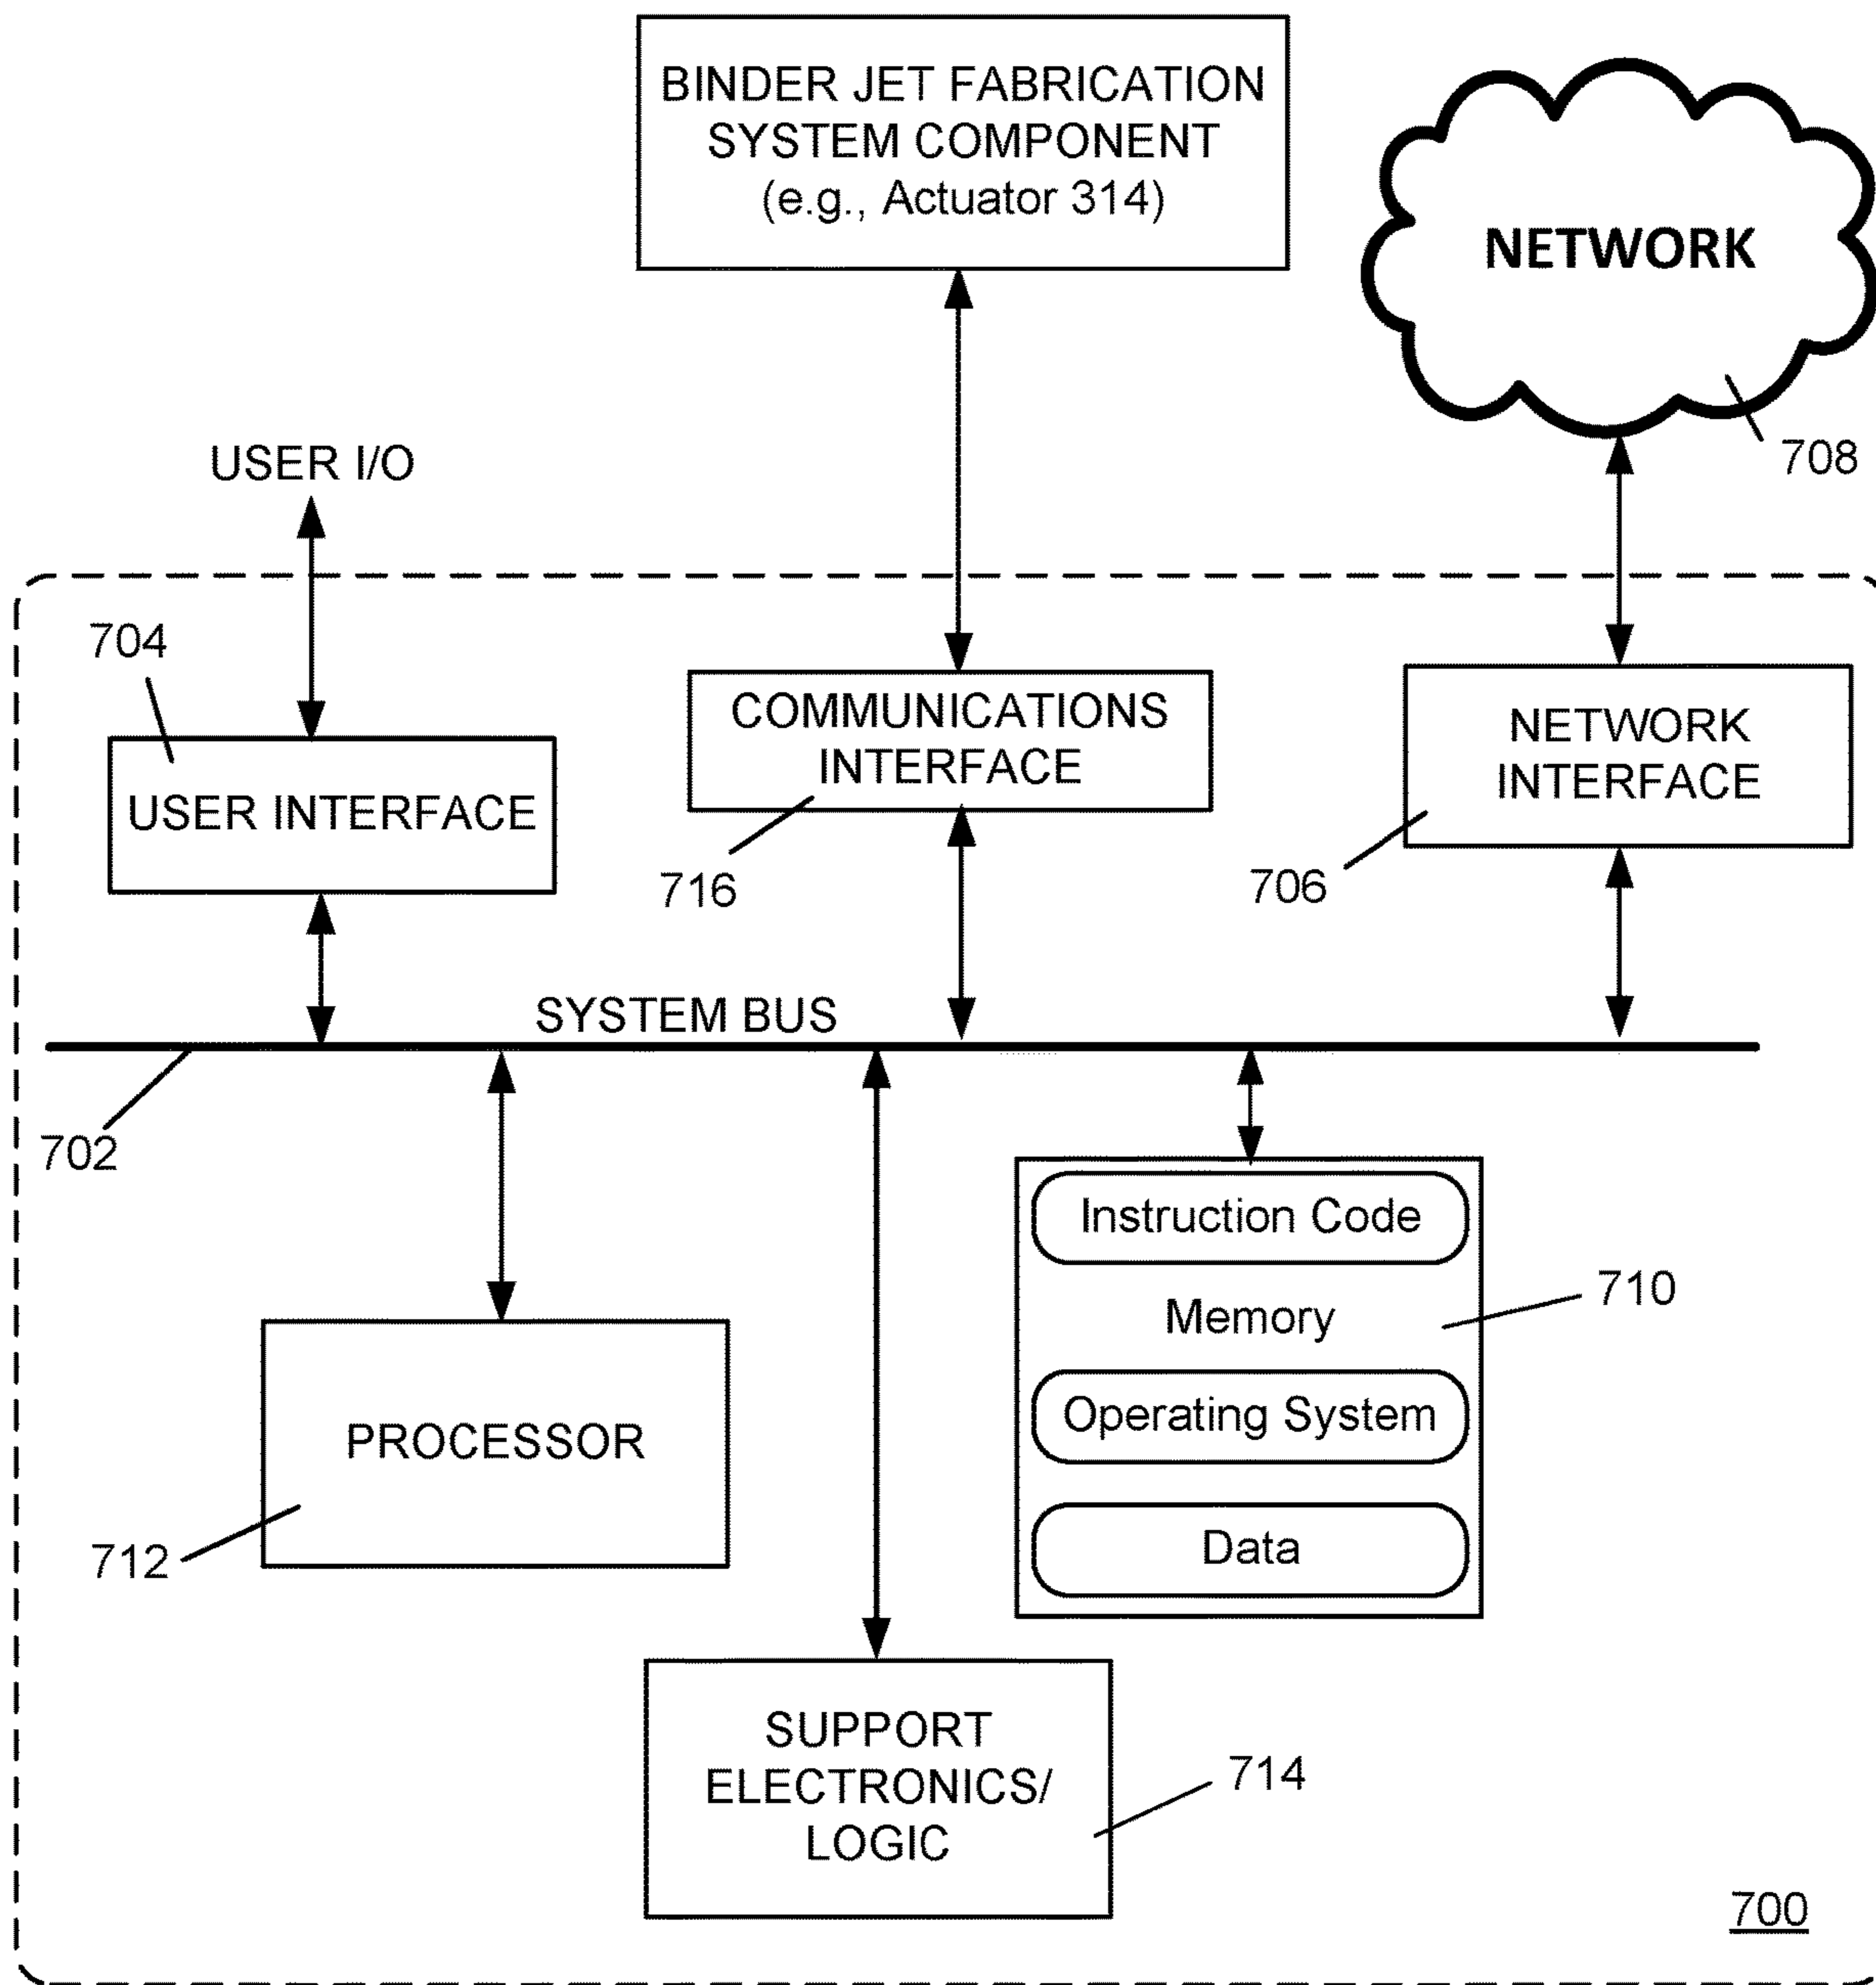 BINDER JET FABRICATION
SYSTEM COMPONENT
(e.g., Actuator 314)
NETWORK
708
USER I/O
704
USER INTERFACE
COMMUNICATIONS
INTERFACE
716
NETWORK
INTERFACE
706
SYSTEM BUS
702
Instruction Code
Memory
710
Operating System
Data
PROCESSOR
712
SUPPORT
ELECTRONICS/
LOGIC
714
700